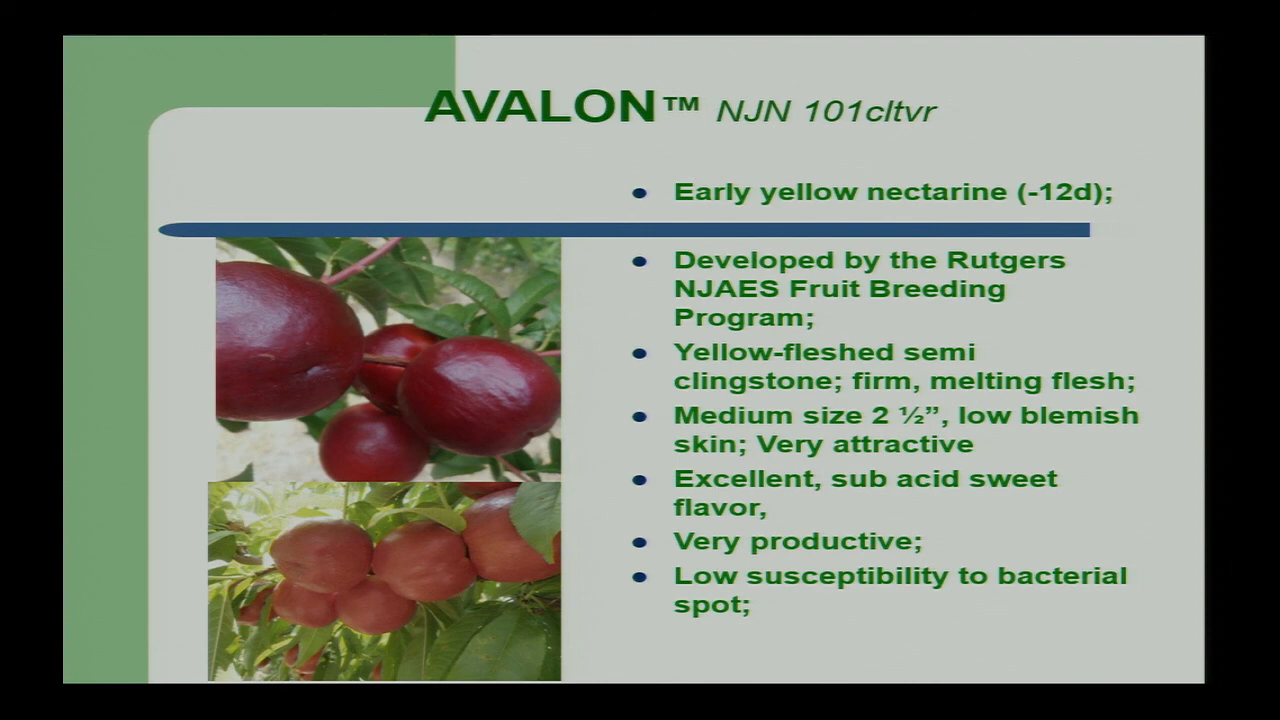 AVALON™ NJN 101cltvr
• Early yellow nectarine (-12d);
• Developed by the Rutgers
NJAES Fruit Breeding
Program;
• Yellow-fleshed semi
clingstone; firm, melting flesh;
• Medium size 2 ½”, low blemish
skin; Very attractive
• Excellent, sub acid sweet
flavor,
• Very productive;
• Low susceptibility to bacterial
spot;